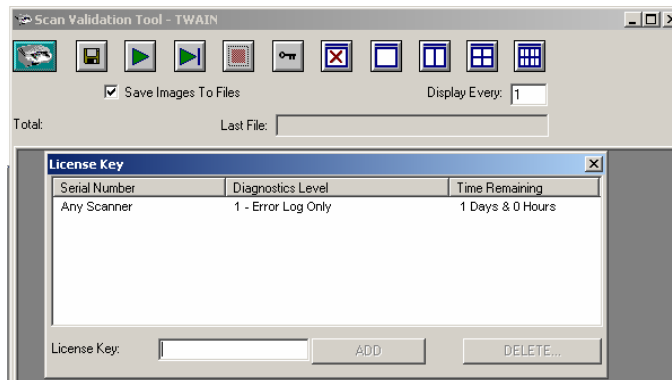 Scan Validation Tool - TWAIN
Save Images To Files
Display Every: 1
Total:
Last File:
License Key
Serial Number Diagnostics Level Time Remaining
Any Scanner 1 - Error Log Only 1 Days & 0 Hours
License Key:
ADD
DELETE...